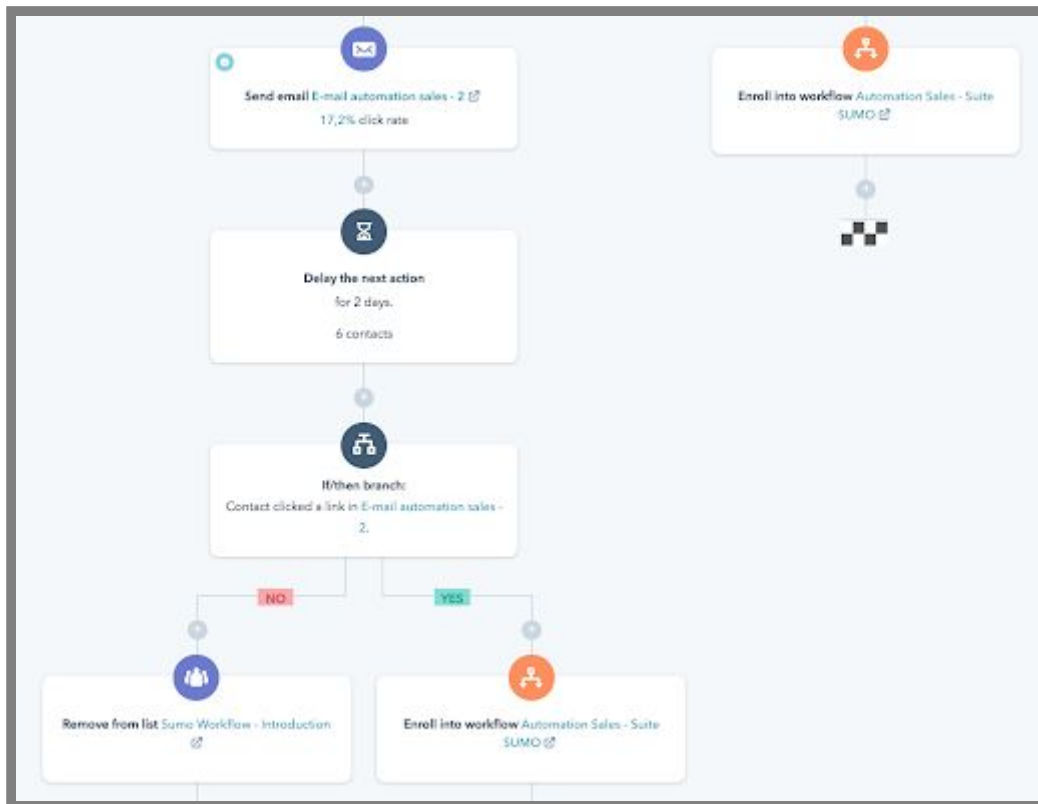 Send email E-mail automation sales - 2
17,2% click rate
Enroll into workflow Automation Sales - Suite
SUMO
Delay the next action
for 2 days.
6 contacts
If/then branch:
Contact clicked a link in E-mail automation sales -
2.
NO
YES
Remove from list Sumo Workflow - Introduction
Enroll into workflow Automation Sales - Suite
SUMO